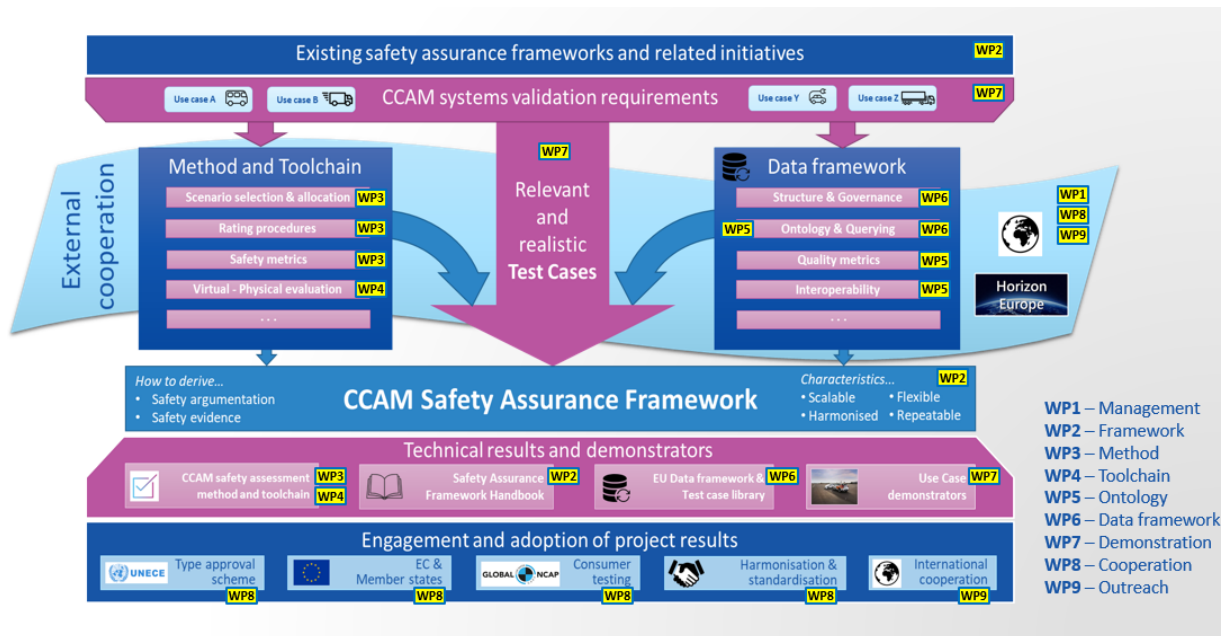 Existing safety assurance frameworks and related initiatives
WP2
Use case A
Use case B
CCAM systems validation requirements
Use case Y
Use case Z
WP7
External
cooperation
Method and Toolchain
Scenario selection & allocation
WP3
Rating procedures
WP3
Safety metrics
WP3
Virtual - Physical evaluation
WP4
...
WP7
Relevant
and
realistic
Test Cases
Data framework
Structure & Governance
WP6
WP5
Ontology & Querying
WP6
Quality metrics
WP5
Interoperability
WP5
...
WP1
WP8
WP9
Horizon
Europe
How to derive...
• Safety argumentation
• Safety evidence
CCAM Safety Assurance Framework
Characteristics...
WP2
• Scalable • Flexible
• Harmonised • Repeatable
Technical results and demonstrators
CCAM safety assessment
method and toolchain
WP3
WP4
Safety Assurance
Framework Handbook
WP2
EU Data framework &
Test case library
WP6
Use Case
demonstrators
WP7
Engagement and adoption of project results
UNECE
Type approval
scheme
WP8
EC &
Member states
WP8
GLOBAL NCAP
Consumer
testing
WP8
Harmonisation &
standardisation
WP8
International
cooperation
WP9
WP1 – Management
WP2 – Framework
WP3 – Method
WP4 – Toolchain
WP5 – Ontology
WP6 – Data framework
WP7 – Demonstration
WP8 – Cooperation
WP9 – Outreach